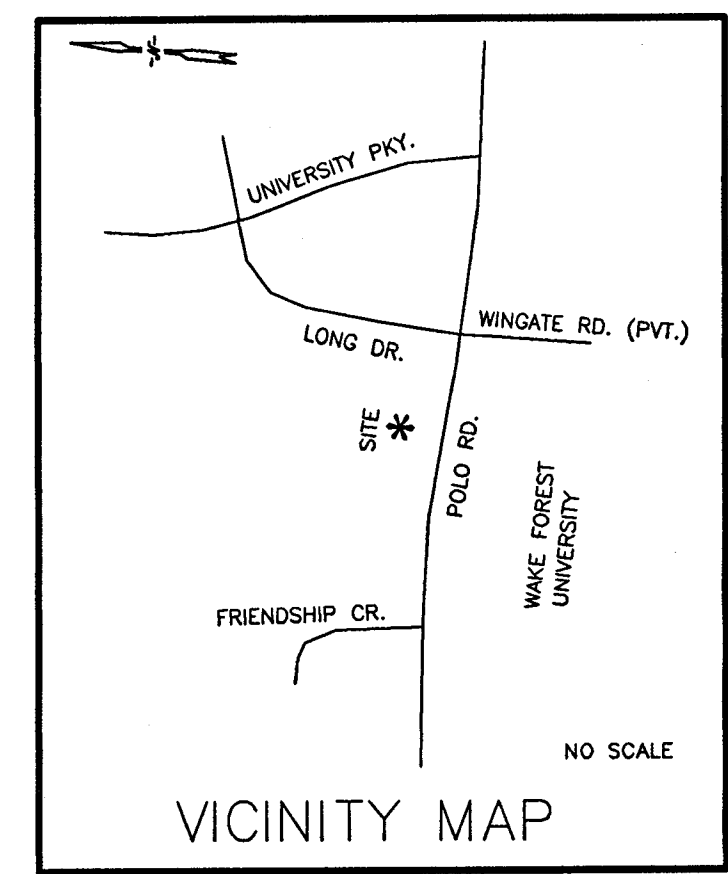 UNIVERSITY PKY.
WINGATE RD. (PVT.)
LONG DR.
SITE
POLO RD.
WAKE FOREST
UNIVERSITY
FRIENDSHIP CR.
NO SCALE
VICINITY MAP